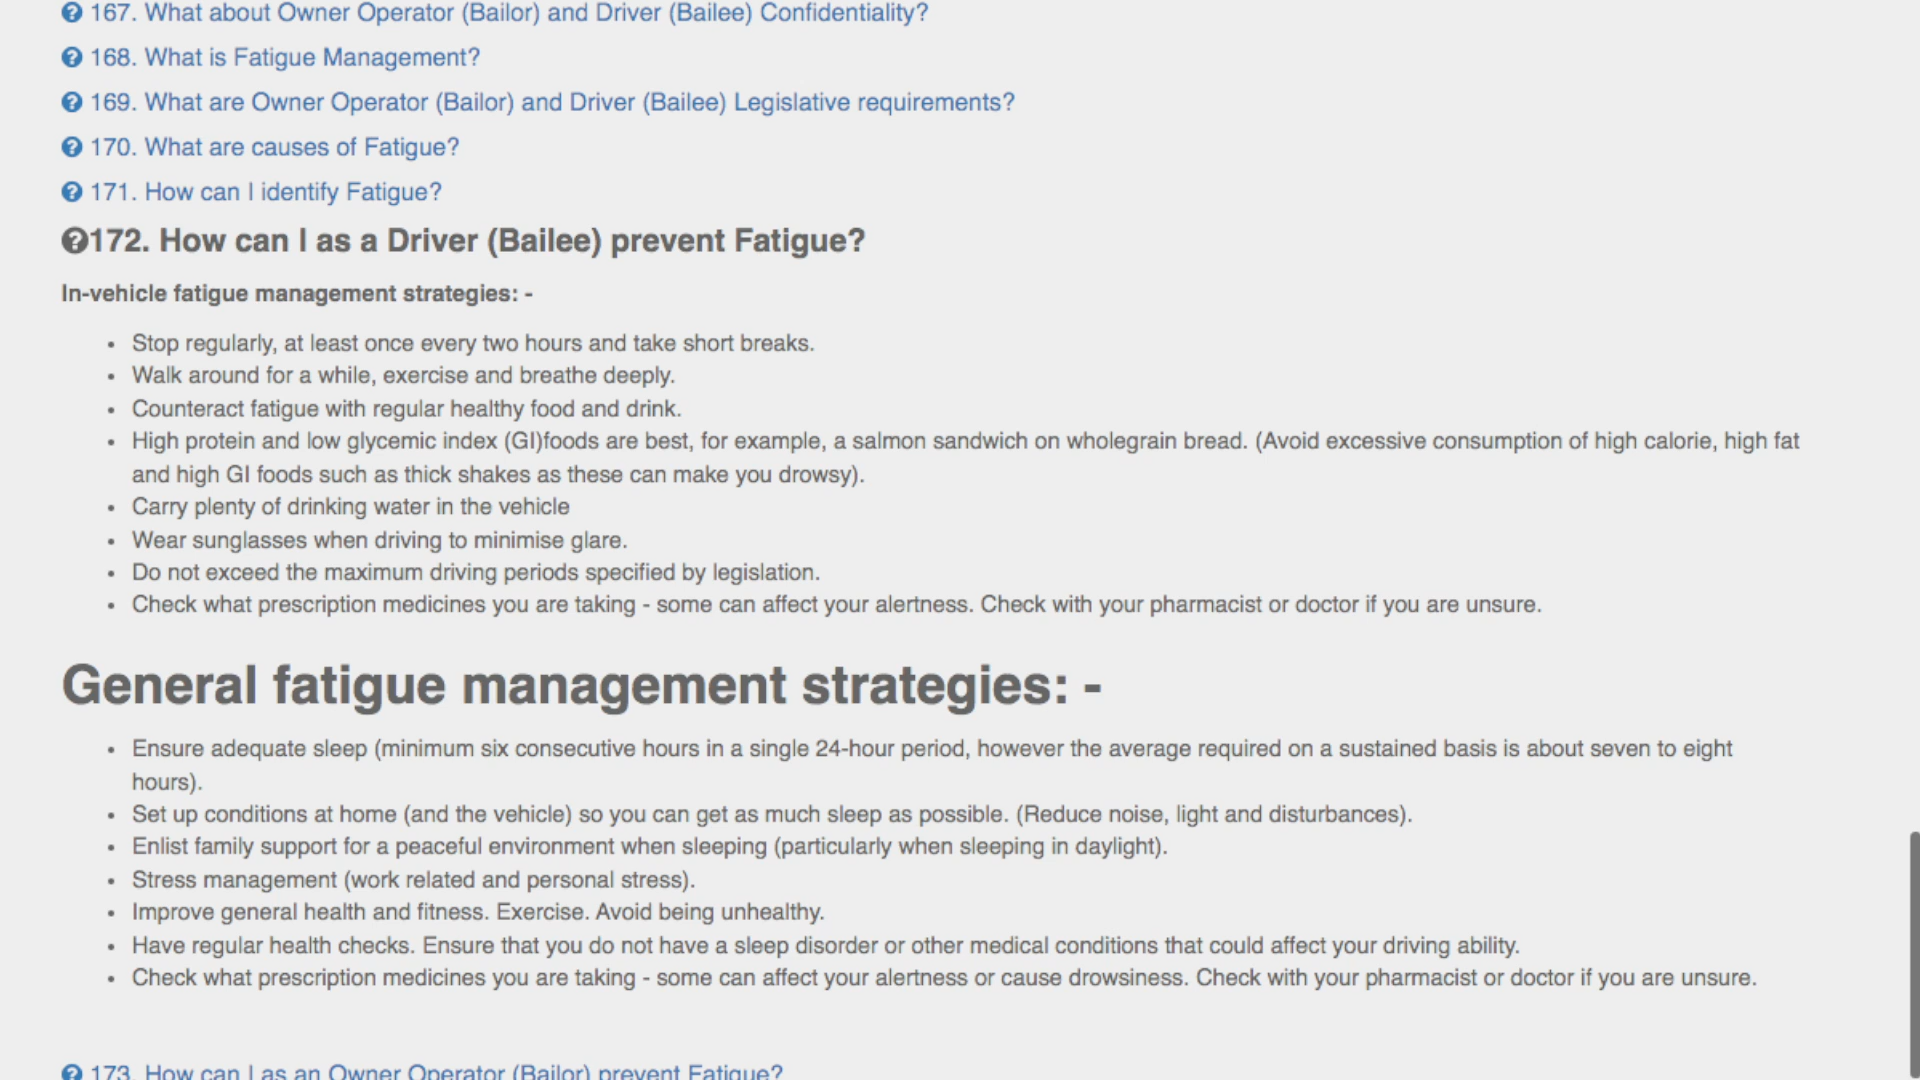 167. What about Owner Operator (Bailor) and Driver (Bailee) Confidentiality?
168. What is Fatigue Management?
169. What are Owner Operator (Bailor) and Driver (Bailee) Legislative requirements?
170. What are causes of Fatigue?
171. How can I identify Fatigue?
172. How can I as a Driver (Bailee) prevent Fatigue?
In-vehicle fatigue management strategies: -
• Stop regularly, at least once every two hours and take short breaks.
• Walk around for a while, exercise and breathe deeply.
• Counteract fatigue with regular healthy food and drink.
• High protein and low glycemic index (GI)foods are best, for example, a salmon sandwich on wholegrain bread. (Avoid excessive consumption of high calorie, high fat
and high GI foods such as thick shakes as these can make you drowsy).
• Carry plenty of drinking water in the vehicle
• Wear sunglasses when driving to minimise glare.
• Do not exceed the maximum driving periods specified by legislation.
• Check what prescription medicines you are taking - some can affect your alertness. Check with your pharmacist or doctor if you are unsure.
General fatigue management strategies: -
• Ensure adequate sleep (minimum six consecutive hours in a single 24-hour period, however the average required on a sustained basis is about seven to eight
hours).
• Set up conditions at home (and the vehicle) so you can get as much sleep as possible. (Reduce noise, light and disturbances).
• Enlist family support for a peaceful environment when sleeping (particularly when sleeping in daylight).
• Stress management (work related and personal stress).
• Improve general health and fitness. Exercise. Avoid being unhealthy.
• Have regular health checks. Ensure that you do not have a sleep disorder or other medical conditions that could affect your driving ability.
• Check what prescription medicines you are taking - some can affect your alertness or cause drowsiness. Check with your pharmacist or doctor if you are unsure.
173. How can I as an Owner Operator (Bailor) prevent Fatigue?